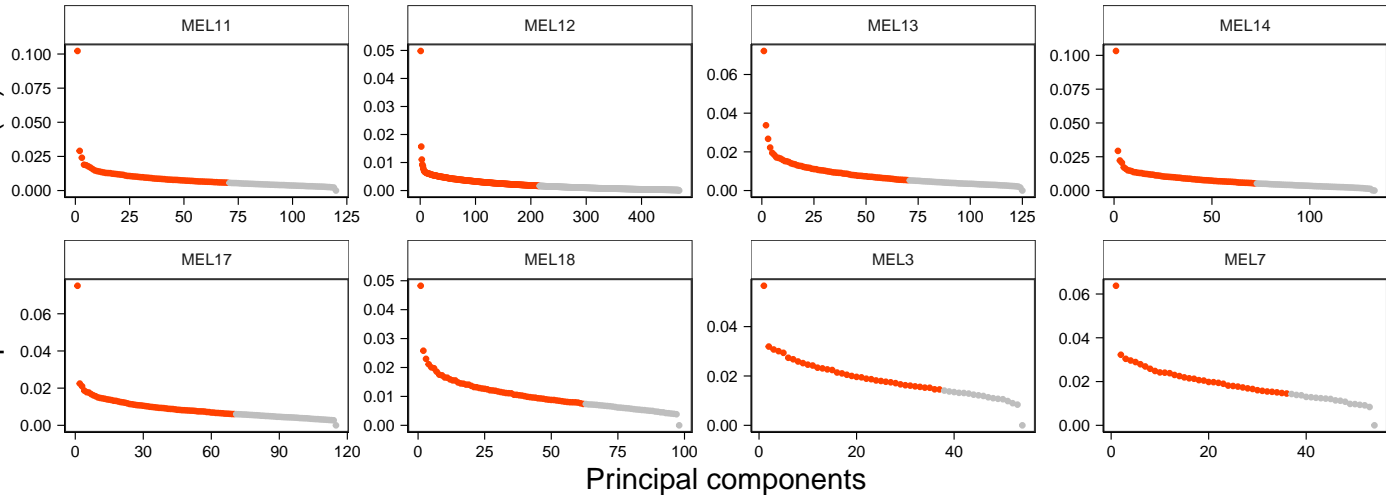 MEL11 MEL12 MEL13 MEL14
0.100 0.05 0.06 0.100
0.075 0.04 0.04 0.075
0.050 0.03 0.02 0.050
0.025 0.02 0.00 0.025
0.000 0.01 0.000
0.00
0 25 50 75 100 125 0 100 200 300 400 0 25 50 75 100 125 0 50 100
MEL17 MEL18 MEL3 MEL7
0.06 0.05 0.04 0.06
0.04 0.04 0.02 0.04
0.02 0.03 0.00 0.02
0.00 0.02 0.00
0.01
0.00
0 30 60 90 120 0 25 50 75 100 0 20 40 0 20 40
Principal components